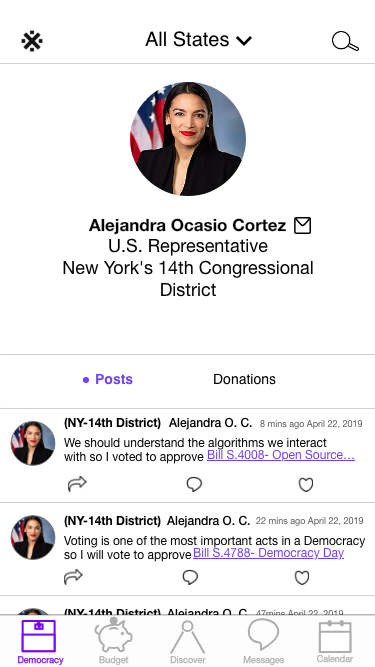 All States
Alejandra Ocasio Cortez
U.S. Representative
New York's 14th Congressional
District
Posts
Donations
(NY-14th District) Alejandra O. C. 8 mins ago April 22, 2019
We should understand the algorithms we interact
with so I voted to approve Bill S.4008- Open Source…
(NY-14th District) Alejandra O. C. 22 mins ago April 22, 2019
Voting is one of the most important acts in a Democracy
so I will vote to approve Bill S.4788- Democracy Day
(NY-14th District) Alejandra O. C. 47mins ago April 22, 2019
Democracy
Budget
Discover
Messages
Calendar